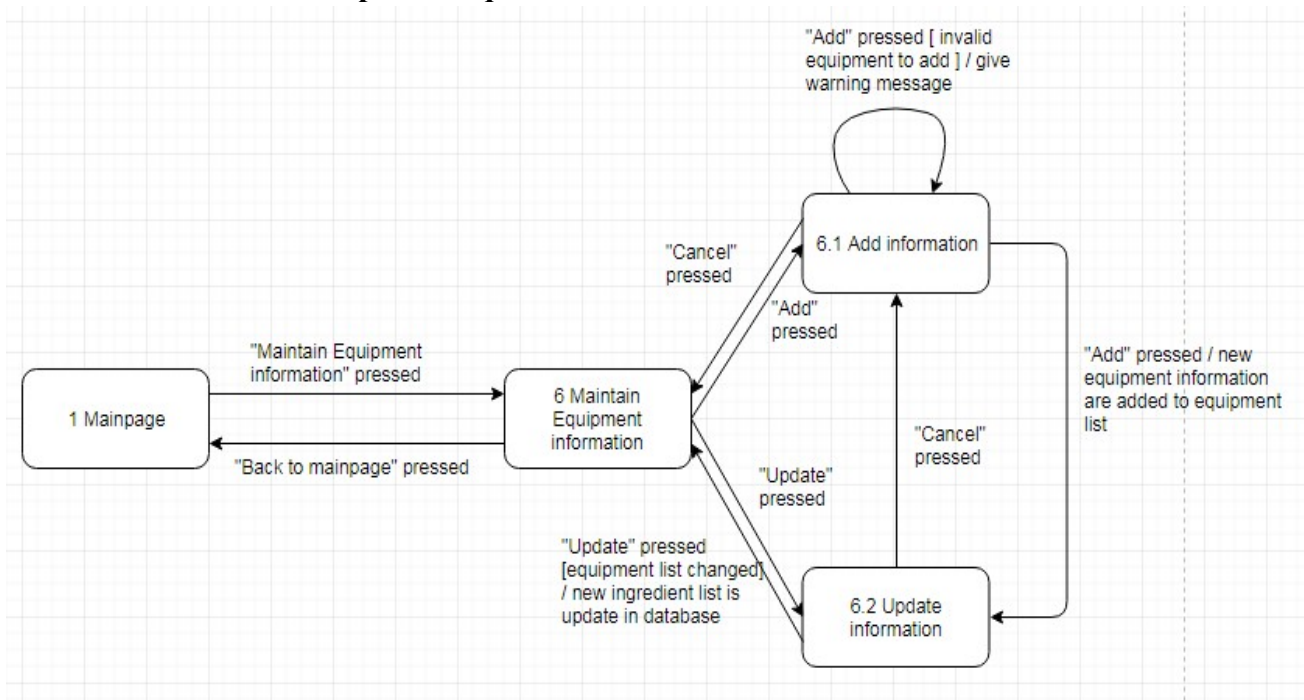 "Add" pressed [ invalid
equipment to add ] / give
warning message
6.1 Add information
"Cancel"
pressed
"Add"
pressed
"Maintain Equipment
information" pressed
1 Mainpage
6 Maintain
Equipment
information
"Add" pressed / new
equipment information
are added to equipment
list
"Back to mainpage" pressed
"Cancel"
pressed
"Update"
pressed
"Update" pressed
[equipment list changed]
/ new ingredient list is
update in database
6.2 Update
information